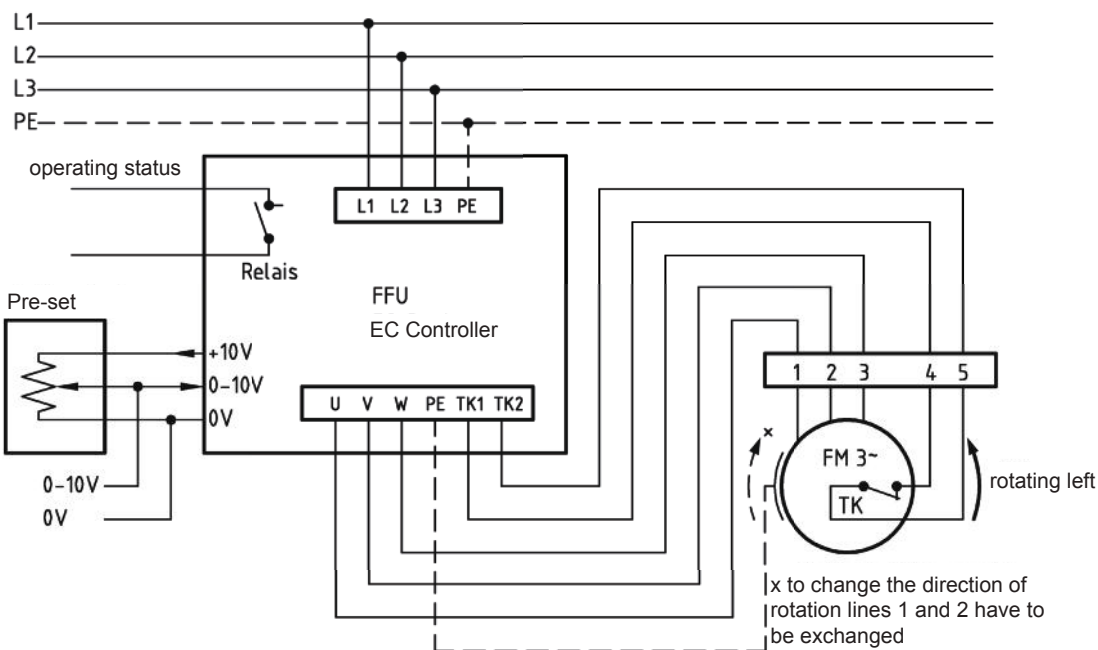 L1
L2
L3
PE
operating status
L1 L2 L3 PE
Relais
FFU
EC Controller
Pre-set
+10V
0-10V
0V
U V W PE TK1 TK2
0-10V
0V
1 2 3 4 5
x
FM 3~
TK
rotating left
x to change the direction of
rotation lines 1 and 2 have to
be exchanged